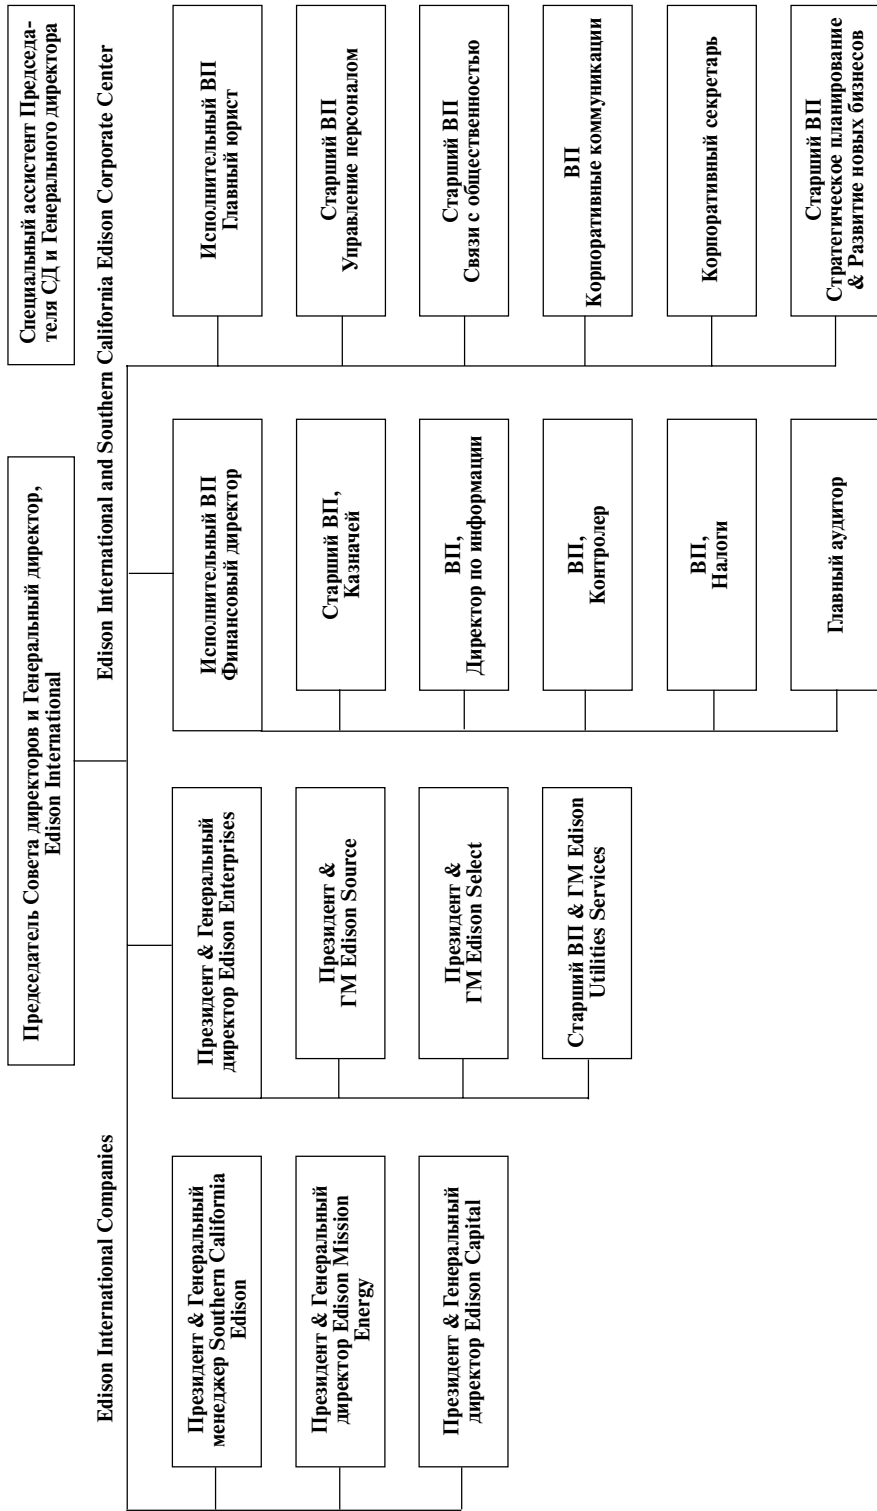 Председатель Совета директоров и Генеральный директор,
Edison International
Специальный ассистент Председа-
теля СД и Генерального директора
Edison International Companies
Edison International and Southern California Edison Corporate Center
Президент & Генеральный
менеджер Southern California
Edison
Президент & Генеральный
директор Edison Mission
Energy
Президент & Генеральный
директор Edison Capital
Президент & Генеральный
директор Edison Enterprises
Президент &
ГМ Edison Source
Президент &
ГМ Edison Select
Старший ВП & ГМ Edison
Utilities Services
Исполнительный ВП
Финансовый директор
Старший ВП,
Казначей
ВП,
Директор по информации
ВП,
Контролер
ВП,
Налоги
Главный аудитор
Исполнительный ВП
Главный юрист
Старший ВП
Управление персоналом
Старший ВП
Связи с общественностью
ВП
Корпоративные коммуникации
Корпоративный секретарь
Старший ВП
Стратегическое планирование
& Развитие новых бизнесов